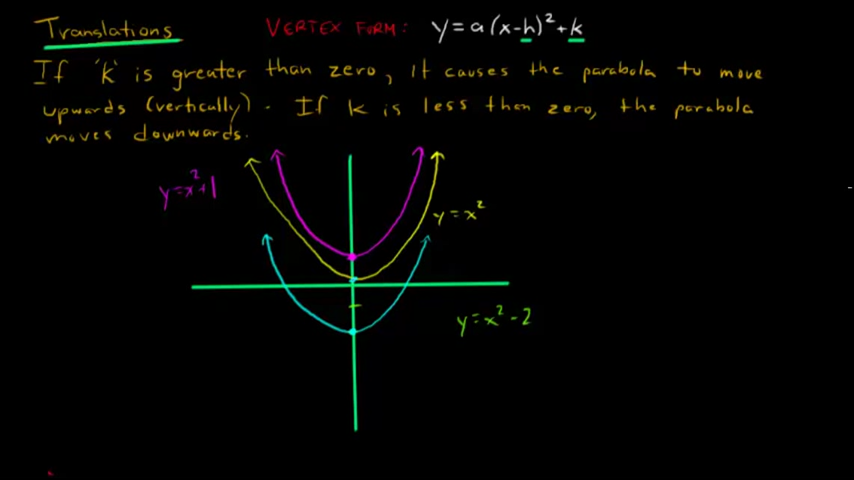 Translations VERTEX FORM: y=a(x-h)²+k
If 'k' is greater than zero, it causes the parabola to move
upwards (vertically). If k is less than zero, the parabola
moves downwards.
y=x²+1
y=x²
y=x²-2